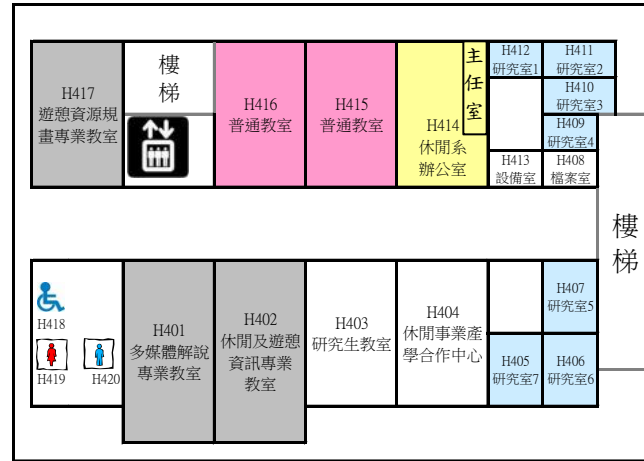 H417
遊憩資源規
畫專業教室
樓
梯
H416
普通教室
H415
普通教室
主
任
室
H414
休閒系
辦公室
H412
研究室1
H411
研究室2
H410
研究室3
H409
研究室4
H413
設備室
H408
檔案室
樓
梯
H418
H419
H420
H401
多媒體解說
專業教室
H402
休閒及遊憩
資訊專業
教室
H403
研究生教室
H404
休閒事業產
學合作中心
H407
研究室5
H405
研究室7
H406
研究室6